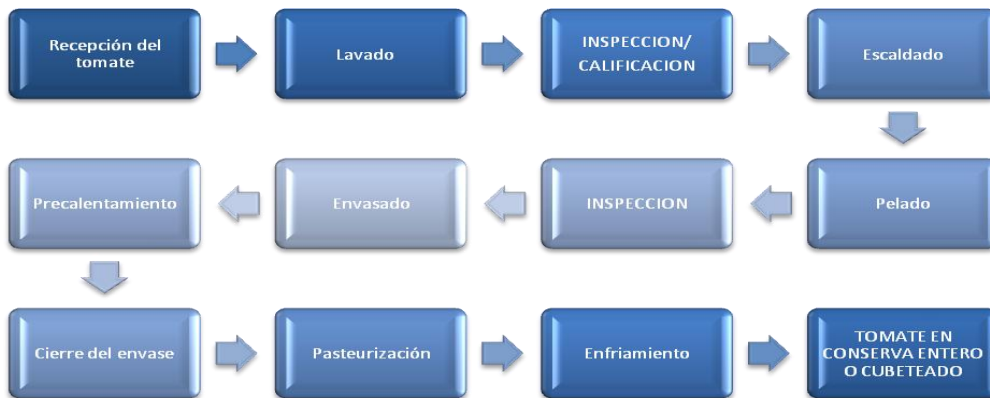 Recepción del
tomate
Lavado
INSPECCION/
CALIFICACION
Escaldado
Pelado
INSPECCION
Envasado
Precalentamiento
Cierre del envase
Pasteurización
Enfriamiento
TOMATE EN
CONSERVA ENTERO
O CUBETEADO